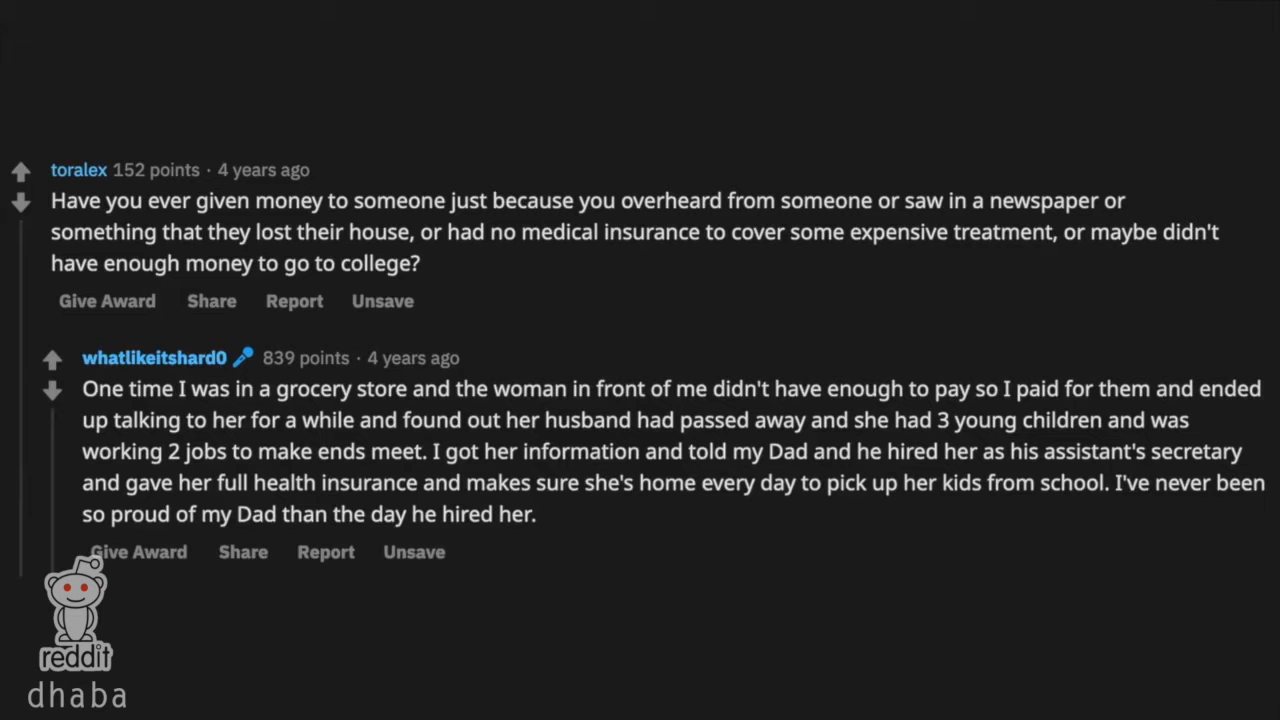 toralex 152 points · 4 years ago
Have you ever given money to someone just because you overheard from someone or saw in a newspaper or
something that they lost their house, or had no medical insurance to cover some expensive treatment, or maybe didn't
have enough money to go to college?
Give Award Share Report Unsave
whatlikeitshard0 839 points · 4 years ago
One time I was in a grocery store and the woman in front of me didn't have enough to pay so I paid for them and ended
up talking to her for a while and found out her husband had passed away and she had 3 young children and was
working 2 jobs to make ends meet. I got her information and told my Dad and he hired her as his assistant's secretary
and gave her full health insurance and makes sure she's home every day to pick up her kids from school. I've never been
so proud of my Dad than the day he hired her.
Give Award Share Report Unsave
reddit
dhaba